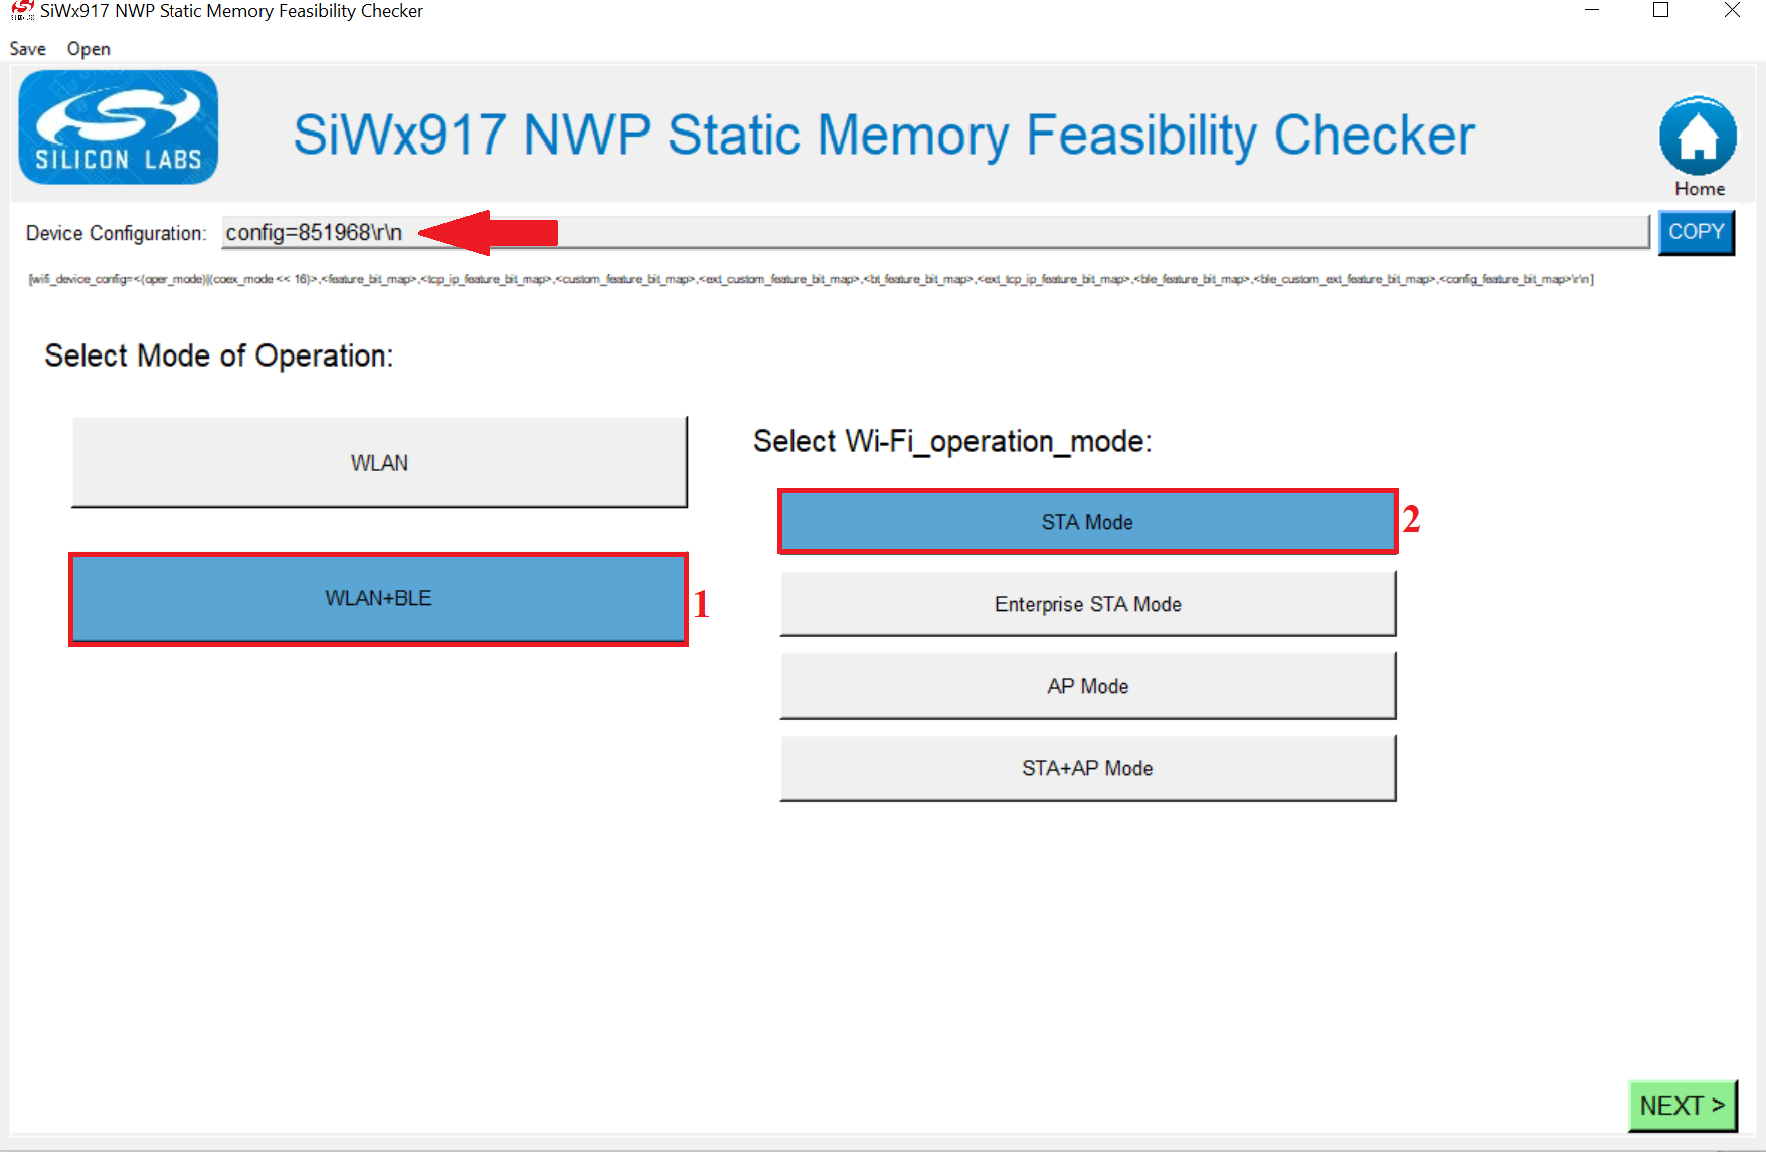 SiWx917 NWP Static Memory Feasibility Checker
Save Open
SILICON LABS
SiWx917 NWP Static Memory Feasibility Checker
Home
Device Configuration: config=851968\r\n COPY
[wifi_device_config=<(oper_mode)|(coex_mode << 16)>,<feature_bit_map>,<tcp_ip_feature_bit_map>,<custom_feature_bit_map>,<ext_custom_feature_bit_map>,<bt_feature_bit_map>,<ext_tcp_ip_feature_bit_map>,<ble_feature_bit_map>,<ble_custom_ext_feature_bit_map>,<config_feature_bit_map>\r\n]
Select Mode of Operation:
WLAN
WLAN+BLE 1
Select Wi-Fi_operation_mode:
STA Mode 2
Enterprise STA Mode
AP Mode
STA+AP Mode
NEXT >